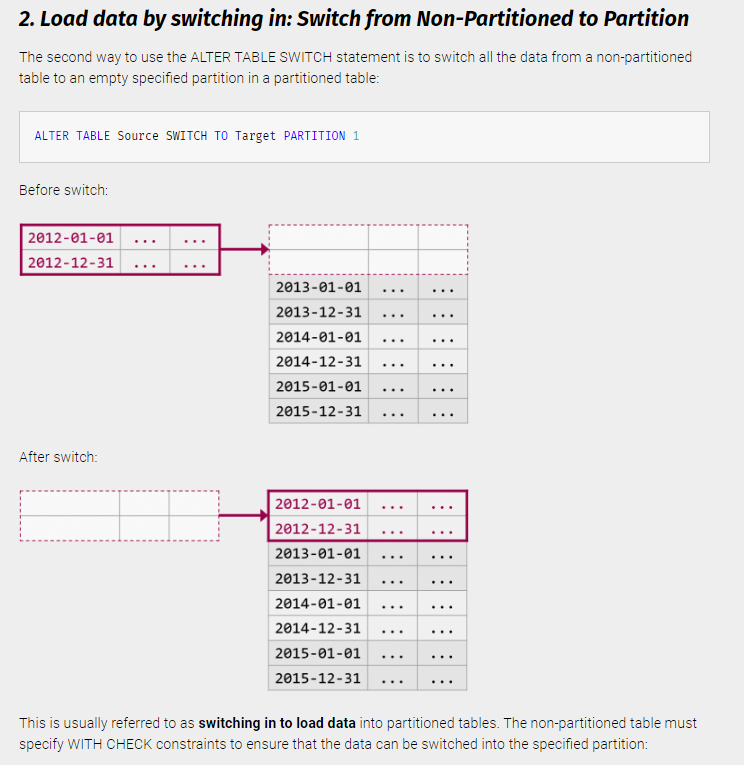 2. Load data by switching in: Switch from Non-Partitioned to Partition
The second way to use the ALTER TABLE SWITCH statement is to switch all the data from a non-partitioned
table to an empty specified partition in a partitioned table:
ALTER TABLE Source SWITCH TO Target PARTITION 1
Before switch:
2012-01-01 ... ...
2012-12-31 ... ...
2013-01-01 ... ...
2013-12-31 ... ...
2014-01-01 ... ...
2014-12-31 ... ...
2015-01-01 ... ...
2015-12-31 ... ...
After switch:
2012-01-01 ... ...
2012-12-31 ... ...
2013-01-01 ... ...
2013-12-31 ... ...
2014-01-01 ... ...
2014-12-31 ... ...
2015-01-01 ... ...
2015-12-31 ... ...
This is usually referred to as switching in to load data into partitioned tables. The non-partitioned table must
specify WITH CHECK constraints to ensure that the data can be switched into the specified partition: